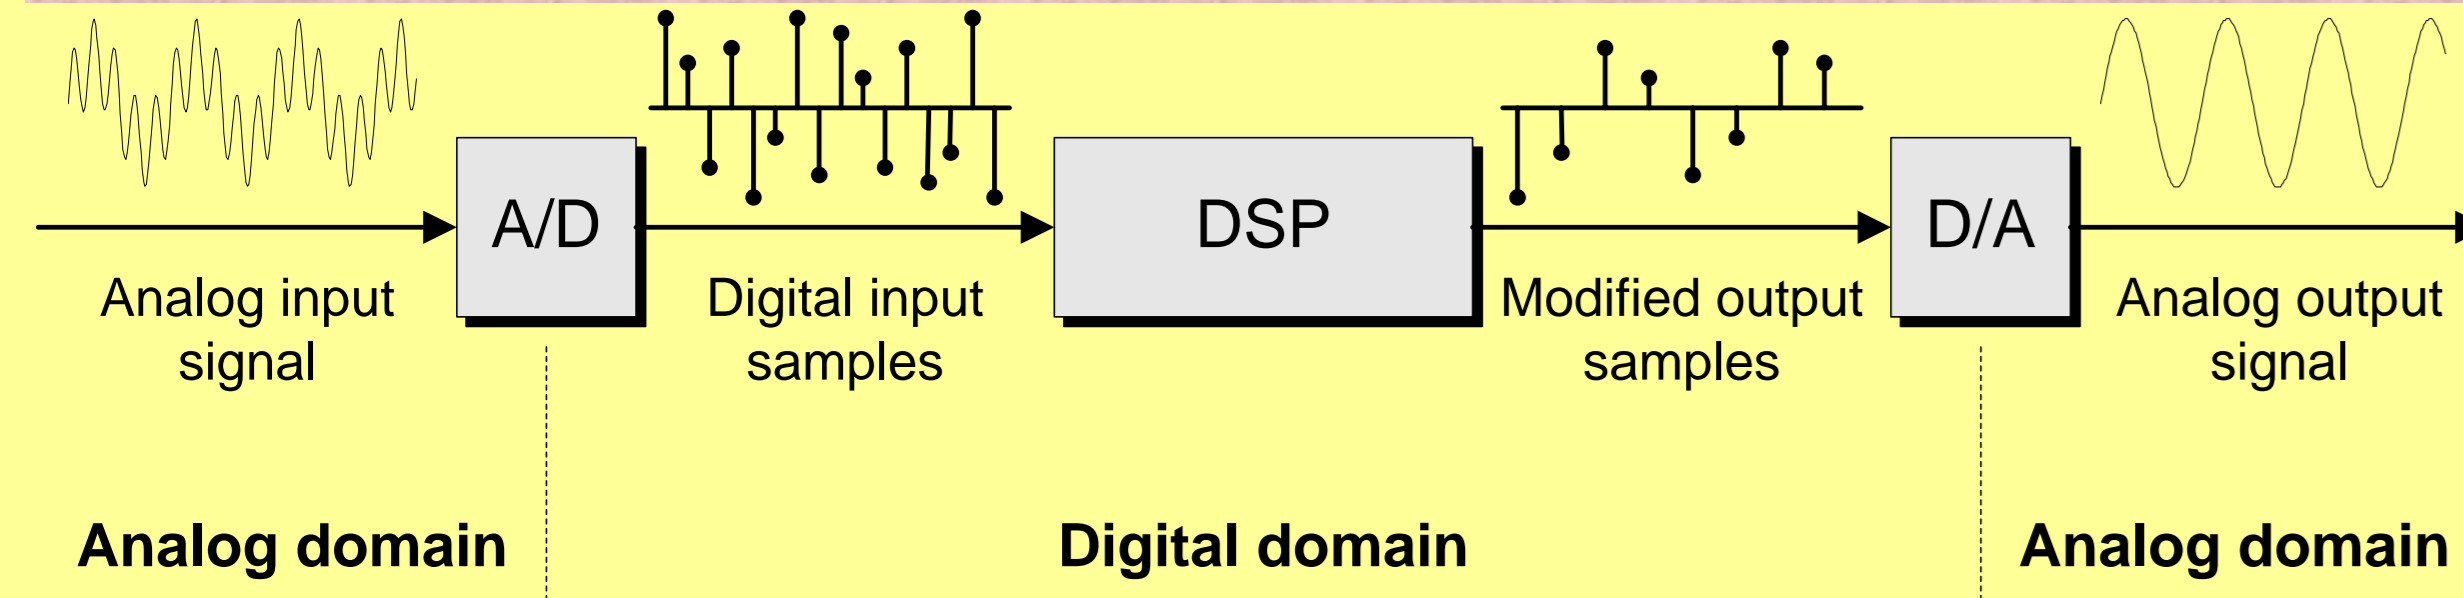 A/D
DSP
D/A
Analog input
signal
Digital input
samples
Modified output
samples
Analog output
signal
Analog domain
Digital domain
Analog domain